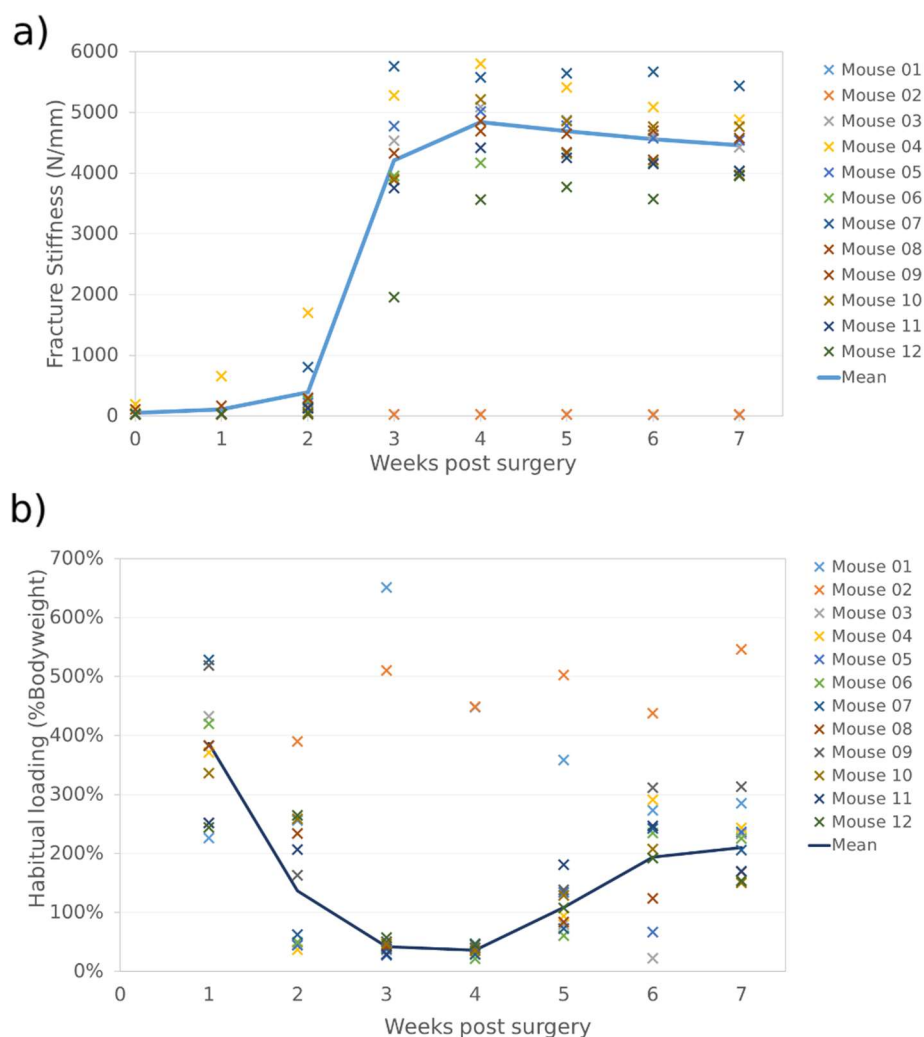 a)
Fracture Stiffness (N/mm)
6000
5000
4000
3000
2000
1000
0
0 1 2 3 4 5 6 7
Weeks post surgery
Mouse 01
Mouse 02
Mouse 03
Mouse 04
Mouse 05
Mouse 06
Mouse 07
Mouse 08
Mouse 09
Mouse 10
Mouse 11
Mouse 12
Mean
b)
Habitual loading (%Bodyweight)
700%
600%
500%
400%
300%
200%
100%
0%
0 1 2 3 4 5 6 7
Weeks post surgery
Mouse 01
Mouse 02
Mouse 03
Mouse 04
Mouse 05
Mouse 06
Mouse 07
Mouse 08
Mouse 09
Mouse 10
Mouse 11
Mouse 12
Mean